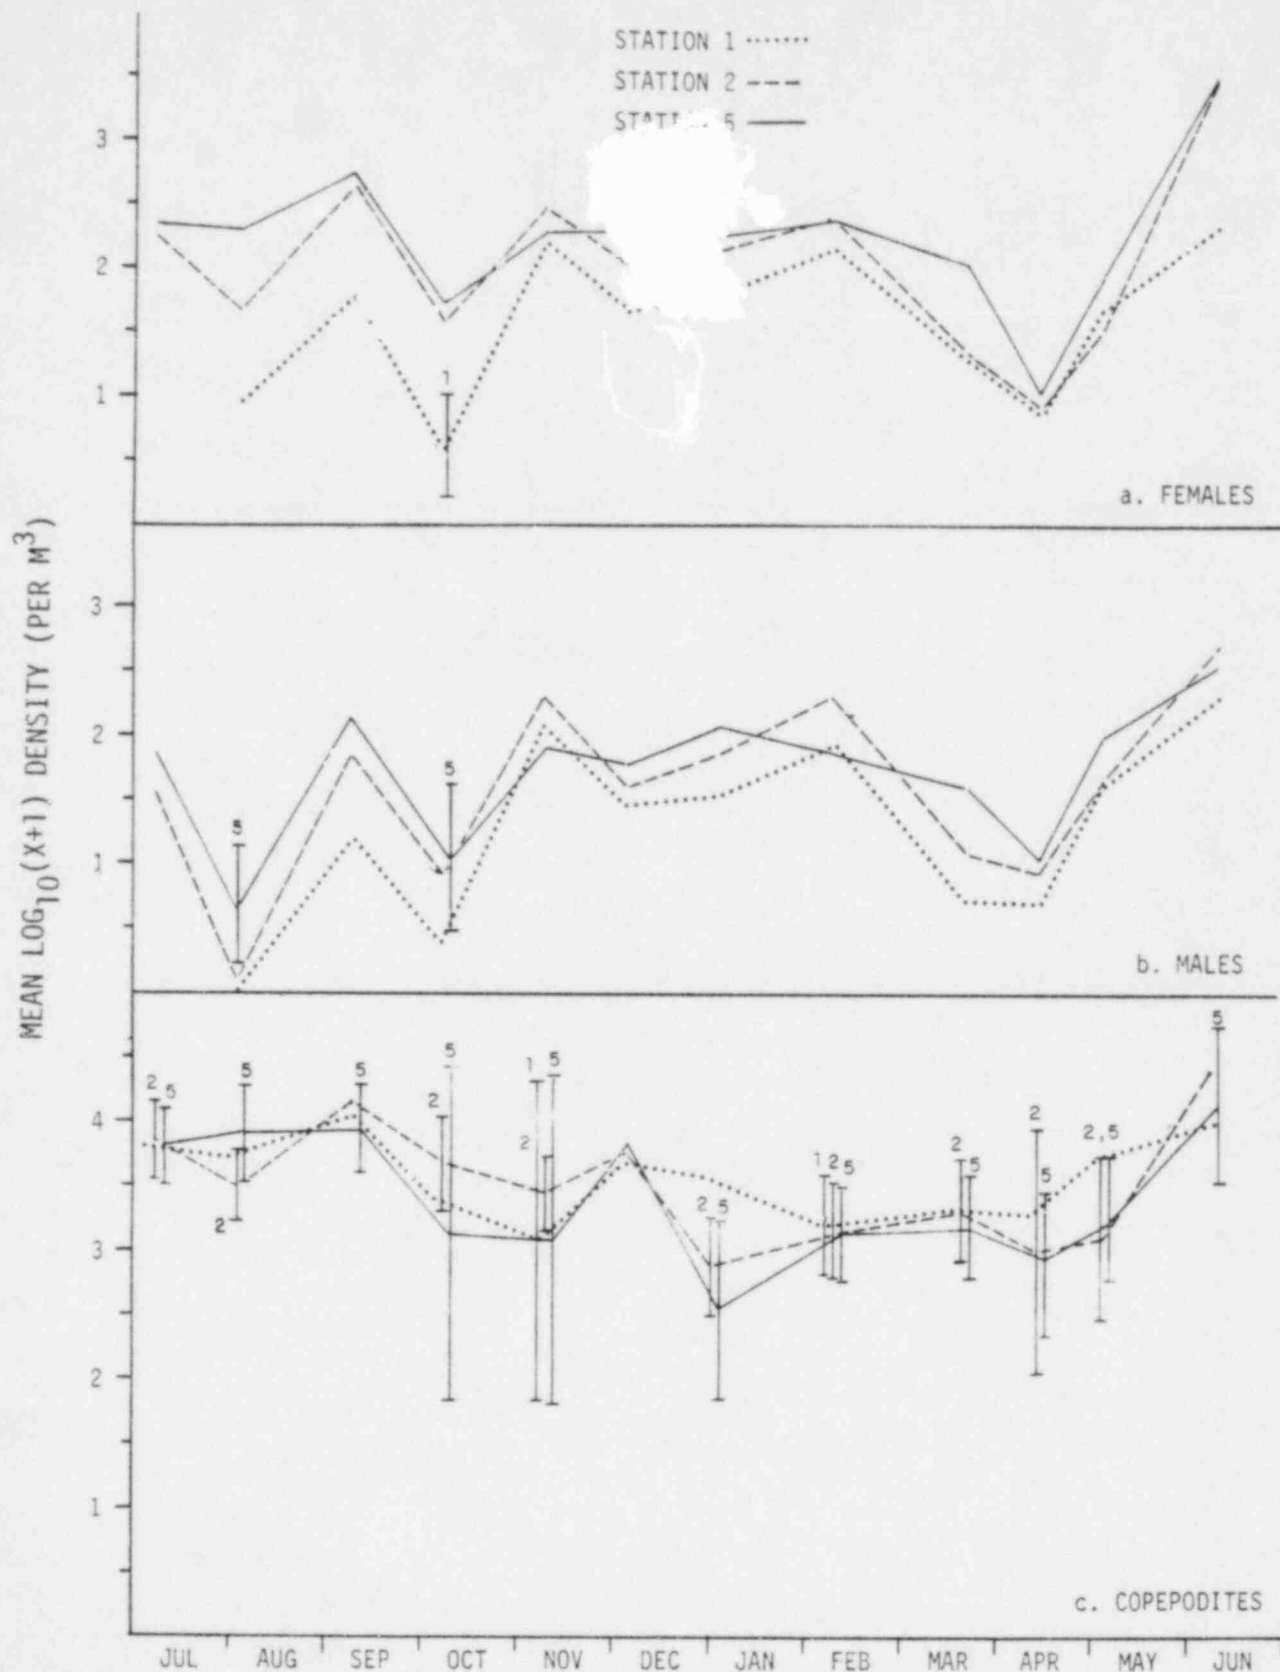 STATION 1
STATION 2
STATION 5
3
2
1
1
a. FEMALES
MEAN LOG10(X+1) DENSITY (PER M3)
3
2
1
5
5
b. MALES
4
3
2
1
2
5
5
2
5
2
5
1
5
2
2
5
1
2
5
2
5
2
5
2,5
5
c. COPEPODITES
JUL
AUG
SEP
OCT
NOV
DEC
JAN
FEB
MAR
APR
MAY
JUN